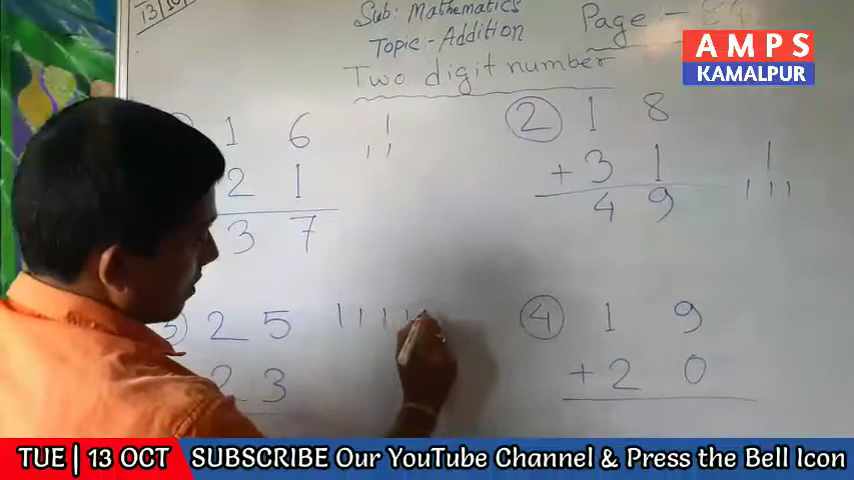 13
Sub: Mathematics
Topic:- Addition
Page:-
Two digit number
AMPS
KAMALPUR
1 6
2 1
3 7
2 1 8
+ 3 1
4 9
3 2 5
2 3
4 1 9
+ 2 0
TUE | 13 OCT SUBSCRIBE Our YouTube Channel & Press the Bell Icon